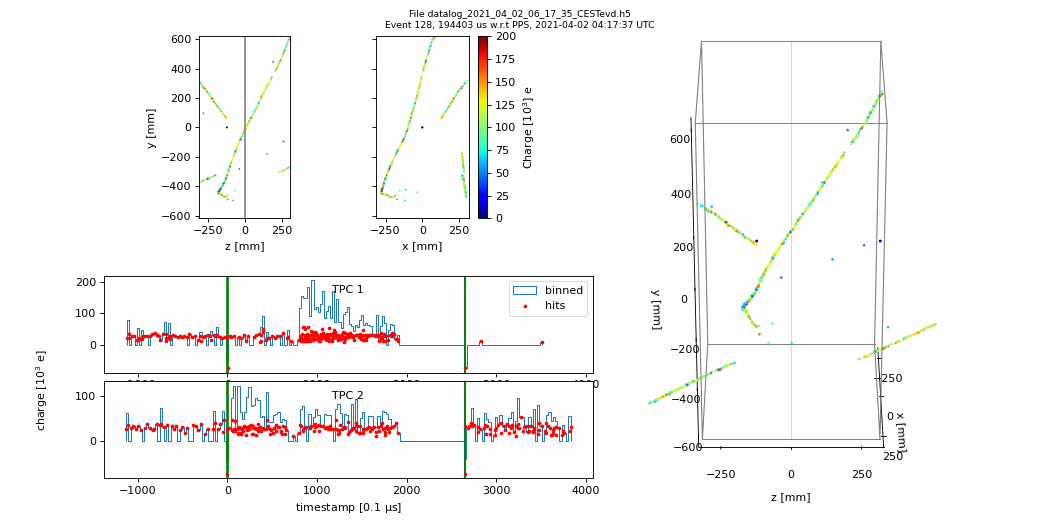 File datalog_2021_04_02_06_17_35_CESTevd.h5
Event 128, 194403 us w.r.t PPS, 2021-04-02 04:17:37 UTC
600
400
200
0
−200
−400
−600
y [mm]
−250 0 250
z [mm]
−250 0 250
x [mm]
200
175
150
125
100
75
50
25
0
Charge [10³] e
TPC 1
binned
hits
200
100
0
TPC 2
100
0
charge [10³ e]
−1000 0 1000 2000 3000 4000
timestamp [0.1 μs]
600
400
200
0
−200
−400
−600
y [mm]
−250
0
250
x [mm]
−250 0 250
z [mm]